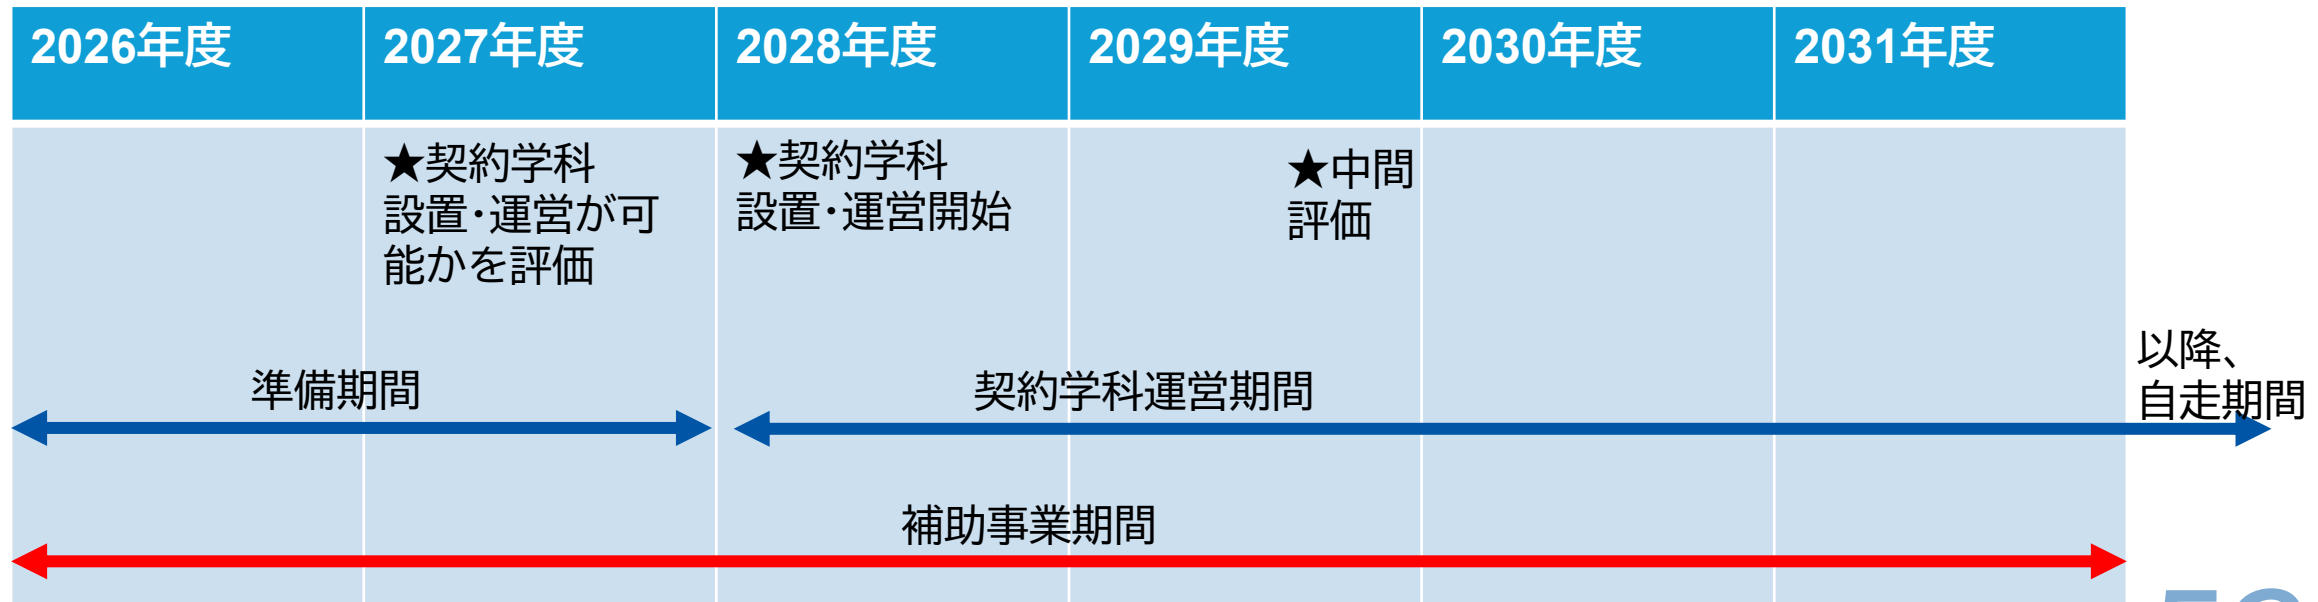 2026年度
2027年度
2028年度
2029年度
2030年度
2031年度
★契約学科
設置・運営が可
能かを評価
★契約学科
設置・運営開始
★中間
評価
準備期間
契約学科運営期間
以降、
自走期間
補助事業期間